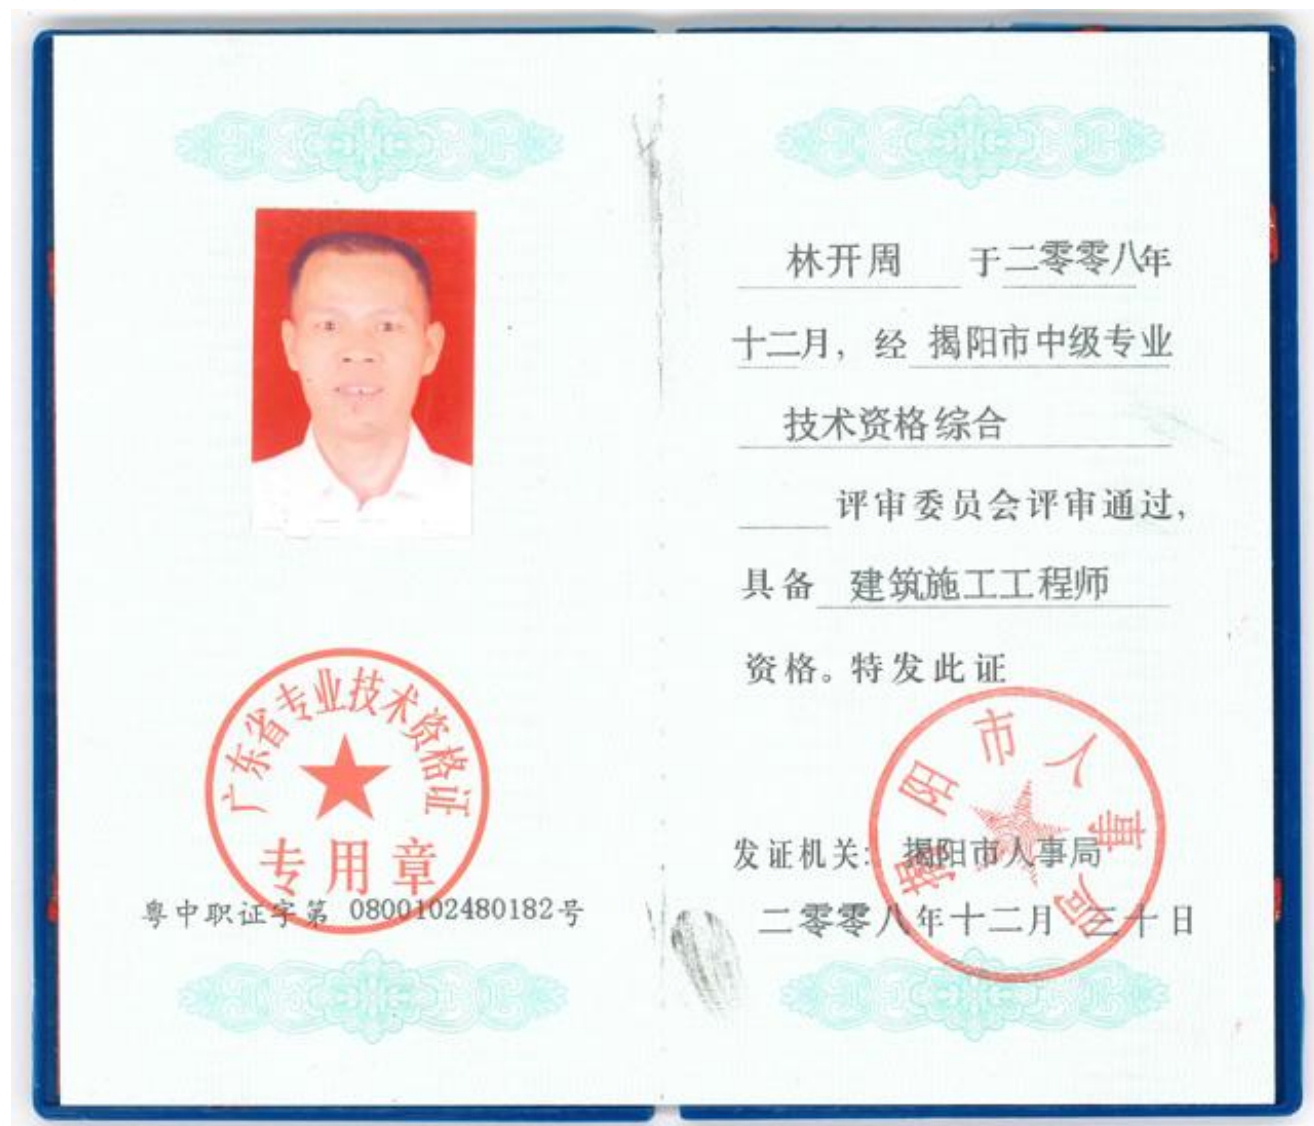 广东省专业技术资格证
专用章
粤中职证字第 0800102480182号
林开周 于二零零八年
十二月，经 揭阳市中级专业
技术资格综合
评审委员会评审通过，
具备 建筑施工工程师
资格。特发此证
揭阳市人事局
发证机关：揭阳市人事局
二零零八年十二月 三十日